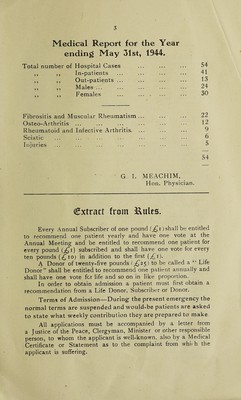 3
Medical Report for the Year
ending May 31st, 1944.
Total number of Hospital Cases ... ... ... 54
,, ,, In-patients ... ... ... ... 41
,, ,, Out-patients ... ... ... ... 13
,, ,, Males ... ... ... ... ... 24
,, ,, Females ... ... ... ... 30
Fibrositis and Muscular Rheumatism ... ... ... 22
Osteo-Arthritis ... ... ... ... ... 12
Rheumatoid and Infective Arthritis ... ... ... 9
Sciatic ... ... ... ... ... 6
Injuries ... ... ... ... ... 5
54
G. L. MEACHIM,
Hon. Physician.
Extract from Rules.
Every Annual Subscriber of one pound (£1) shall be entitled
to recommend one patient yearly and have one vote at the
Annual Meeting and be entitled to recommend one patient for
every pound (£1) subscribed and shall have one vote for every
ten pounds (£10) in addition to the first (£1).
A Donor of twenty-five pounds (£25) to be called a "Life
Donor" shall be entitled to recommend one patient annually and
shall have one vote for life and so on in like proportion.
In order to obtain admission a patient must first obtain a
recommendation from a Life Donor, Subscriber or Donor.
Terms of Admission—During the present emergency the
normal terms are suspended and would-be patients are asked
to state what weekly contribution they are prepared to make.
All applications must be accompanied by a letter from
a Justice of the Peace, Clergyman, Minister or other responsible
person, to whom the applicant is well-known, also by a Medical
Certificate or Statement as to the complaint from which the
applicant is suffering.